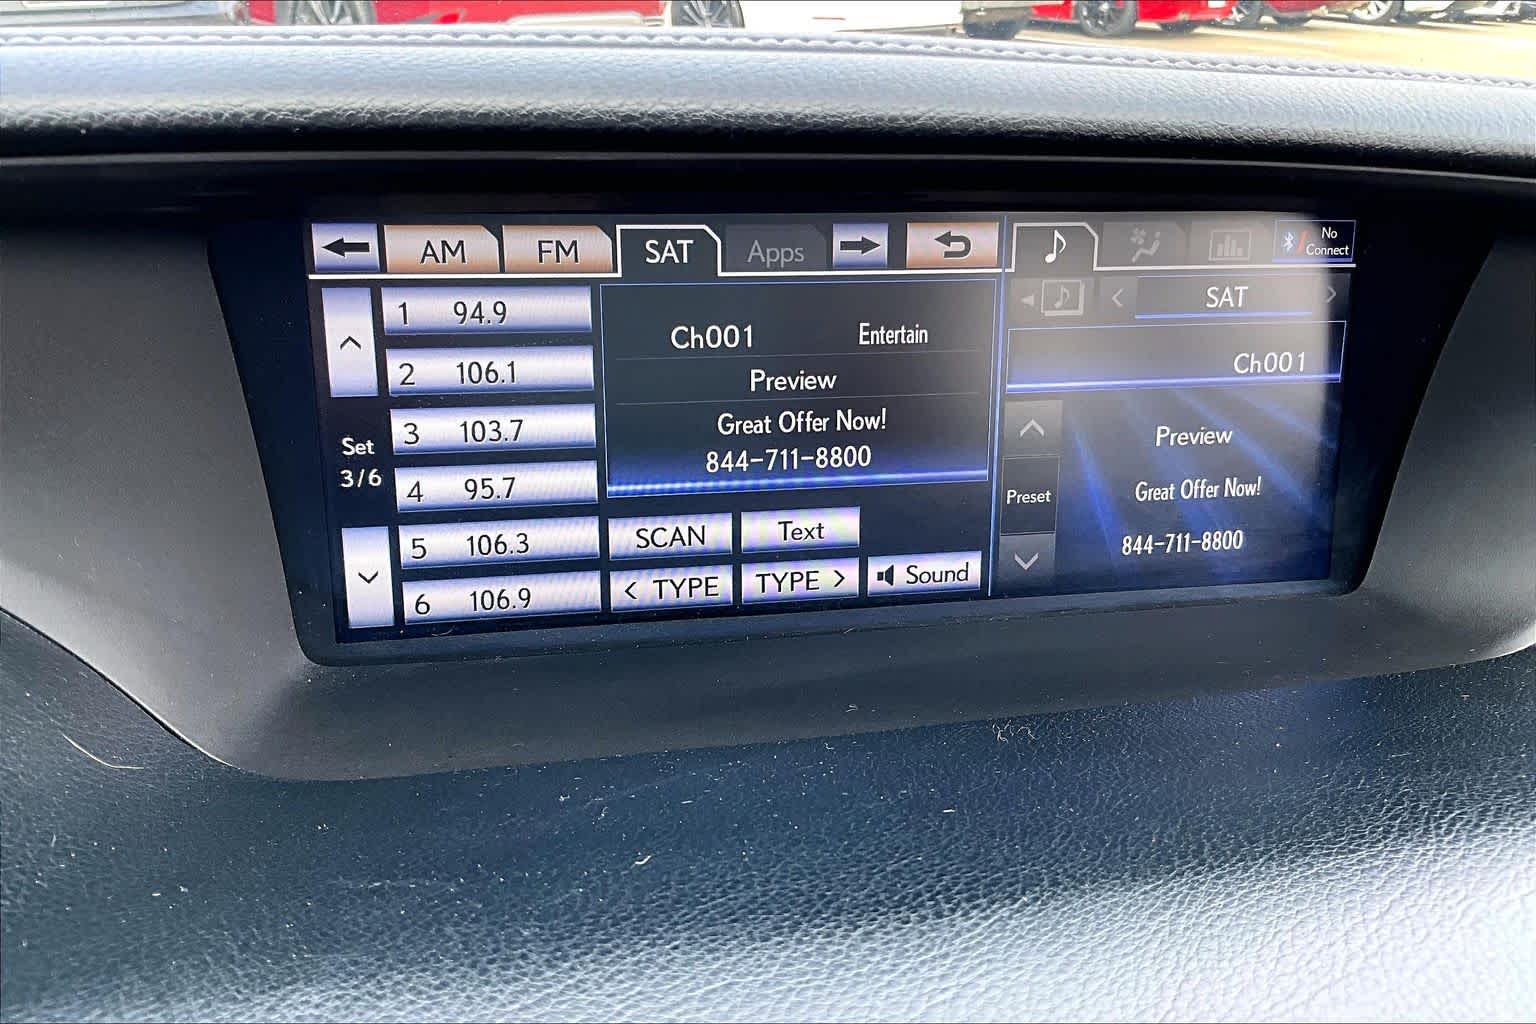 AM FM SAT Apps
No
Connect
1 94.9
2 106.1
3 103.7
4 95.7
5 106.3
6 106.9
Set
3/6
Ch001 Entertain
Preview
Great Offer Now!
844-711-8800
SCAN Text
< TYPE TYPE > Sound
< SAT >
Ch001
Preset
Preview
Great Offer Now!
844-711-8800